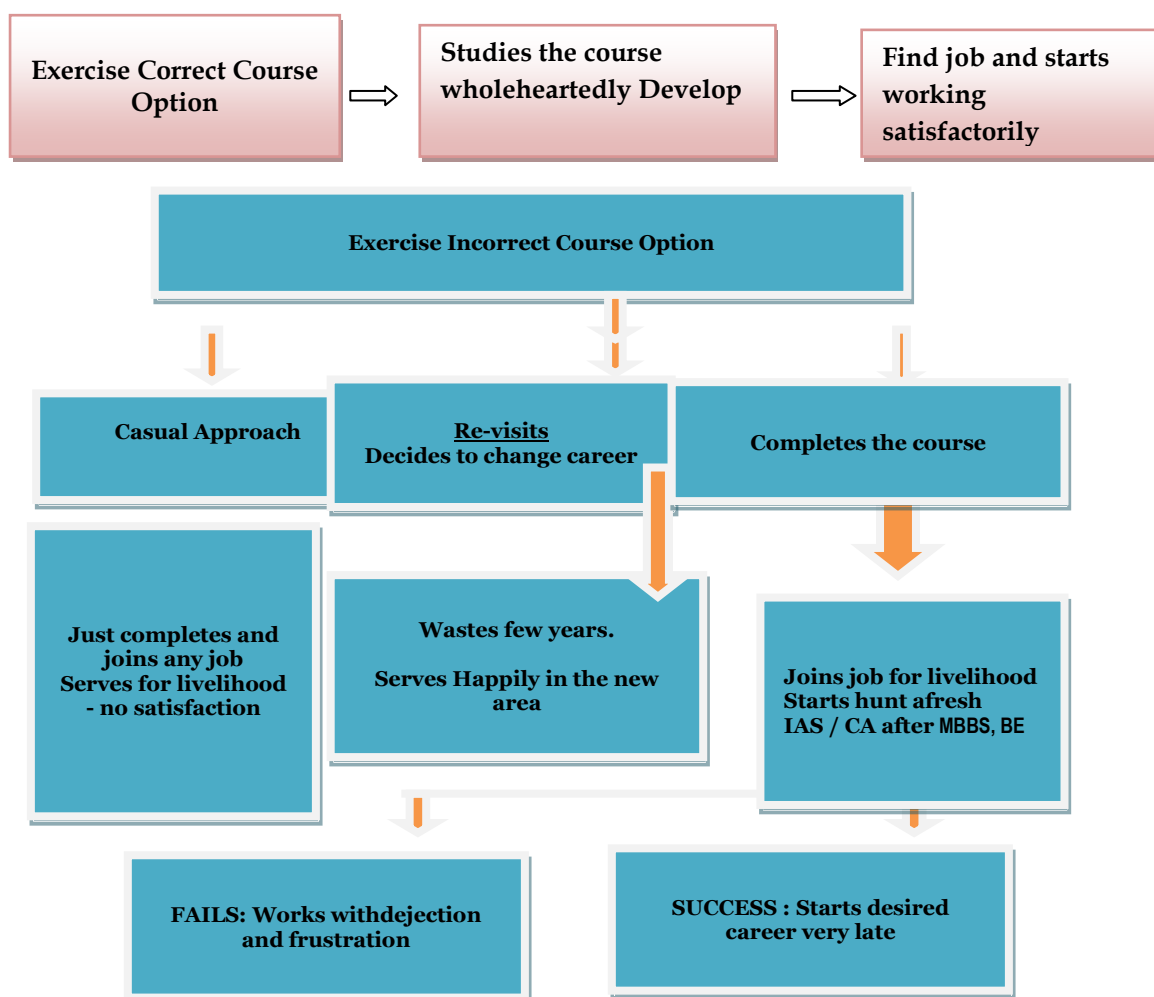 Exercise Correct Course
Option
Studies the course
wholeheartedly Develop
Find job and starts
working
satisfactorily
Exercise Incorrect Course Option
Casual Approach
Re-visits
Decides to change career
Completes the course
Just completes and
joins any job
Serves for livelihood
- no satisfaction
Wastes few years.
Serves Happily in the new
area
Joins job for livelihood
Starts hunt afresh
IAS / CA after MBBS, BE
FAILS: Works withdejection
and frustration
SUCCESS : Starts desired
career very late